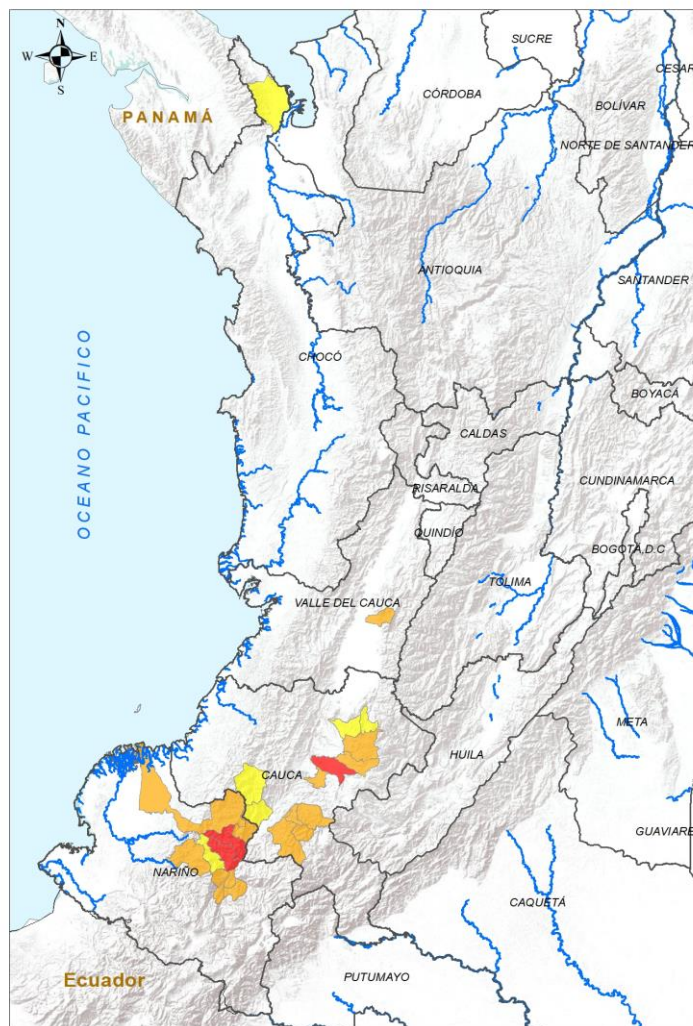 N
W E
S
SUCRE
CESAR
CÓRDOBA
BOLÍVAR
PANAMÁ
NORTE DE SANTANDER
ANTIOQUIA
SANTANDER
OCEANO PACIFICO
CHOCÓ
BOYACÁ
CALDAS
CUNDINAMARCA
RISARALDA
QUINDÍO
BOGOTÁ, D.C
TOLIMA
VALLE DEL CAUCA
META
HUILA
CAUCA
GUAVIARE
NARIÑO
CAQUETÁ
Ecuador
PUTUMAYO